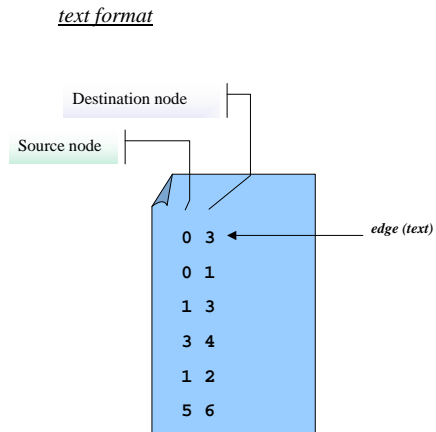 text format
Destination node
Source node
0 3
edge (text)
0 1
1 3
3 4
1 2
5 6